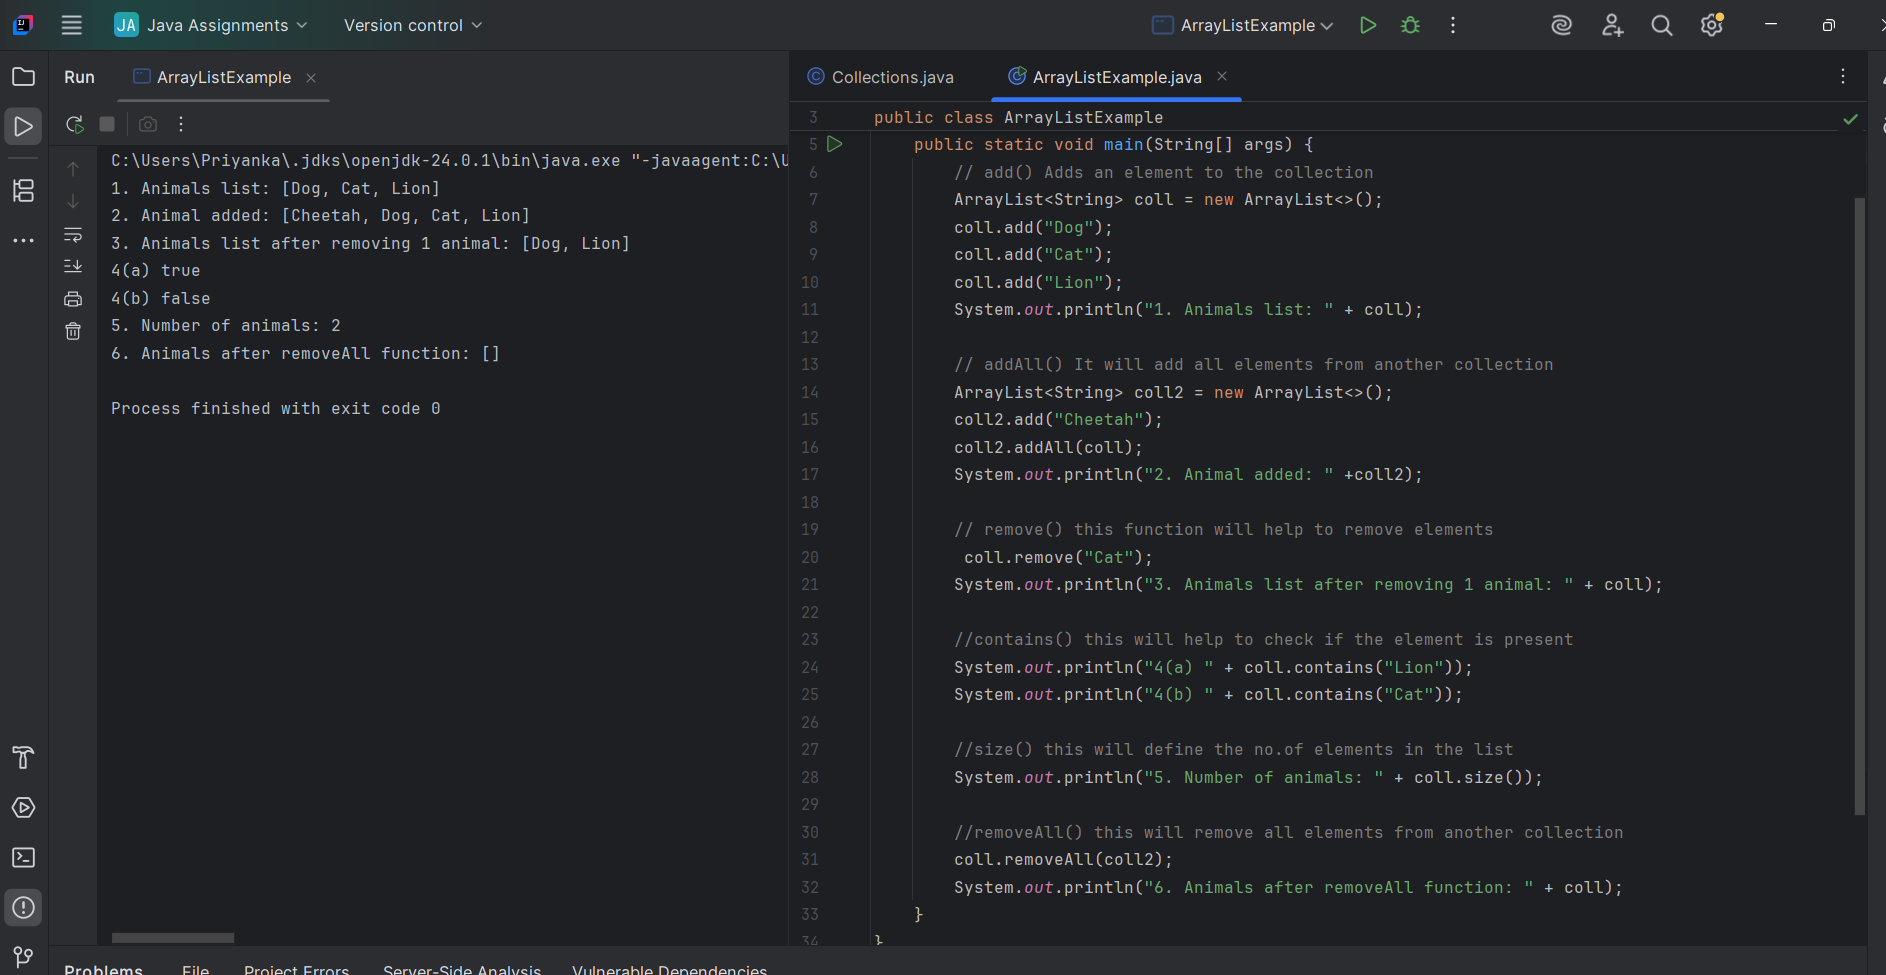 JA Java Assignments Version control ArrayListExample
Run ArrayListExample
C:\Users\Priyanka\.jdks\openjdk-24.0.1\bin\java.exe "-javaagent:C:\U
1. Animals list: [Dog, Cat, Lion]
2. Animal added: [Cheetah, Dog, Cat, Lion]
3. Animals list after removing 1 animal: [Dog, Lion]
4(a) true
4(b) false
5. Number of animals: 2
6. Animals after removeAll function: []
Process finished with exit code 0
Collections.java ArrayListExample.java
3 public class ArrayListExample
5 public static void main(String[] args) {
6 // add() Adds an element to the collection
7 ArrayList<String> coll = new ArrayList<>();
8 coll.add("Dog");
9 coll.add("Cat");
10 coll.add("Lion");
11 System.out.println("1. Animals list: " + coll);
12
13 // addAll() It will add all elements from another collection
14 ArrayList<String> coll2 = new ArrayList<>();
15 coll2.add("Cheetah");
16 coll2.addAll(coll);
17 System.out.println("2. Animal added: " +coll2);
18
19 // remove() this function will help to remove elements
20 coll.remove("Cat");
21 System.out.println("3. Animals list after removing 1 animal: " + coll);
22
23 //contains() this will help to check if the element is present
24 System.out.println("4(a) " + coll.contains("Lion"));
25 System.out.println("4(b) " + coll.contains("Cat"));
26
27 //size() this will define the no.of elements in the list
28 System.out.println("5. Number of animals: " + coll.size());
29
30 //removeAll() this will remove all elements from another collection
31 coll.removeAll(coll2);
32 System.out.println("6. Animals after removeAll function: " + coll);
33 }
34 }
Problems File Project Errors Server-Side Analysis Vulnerable Dependencies